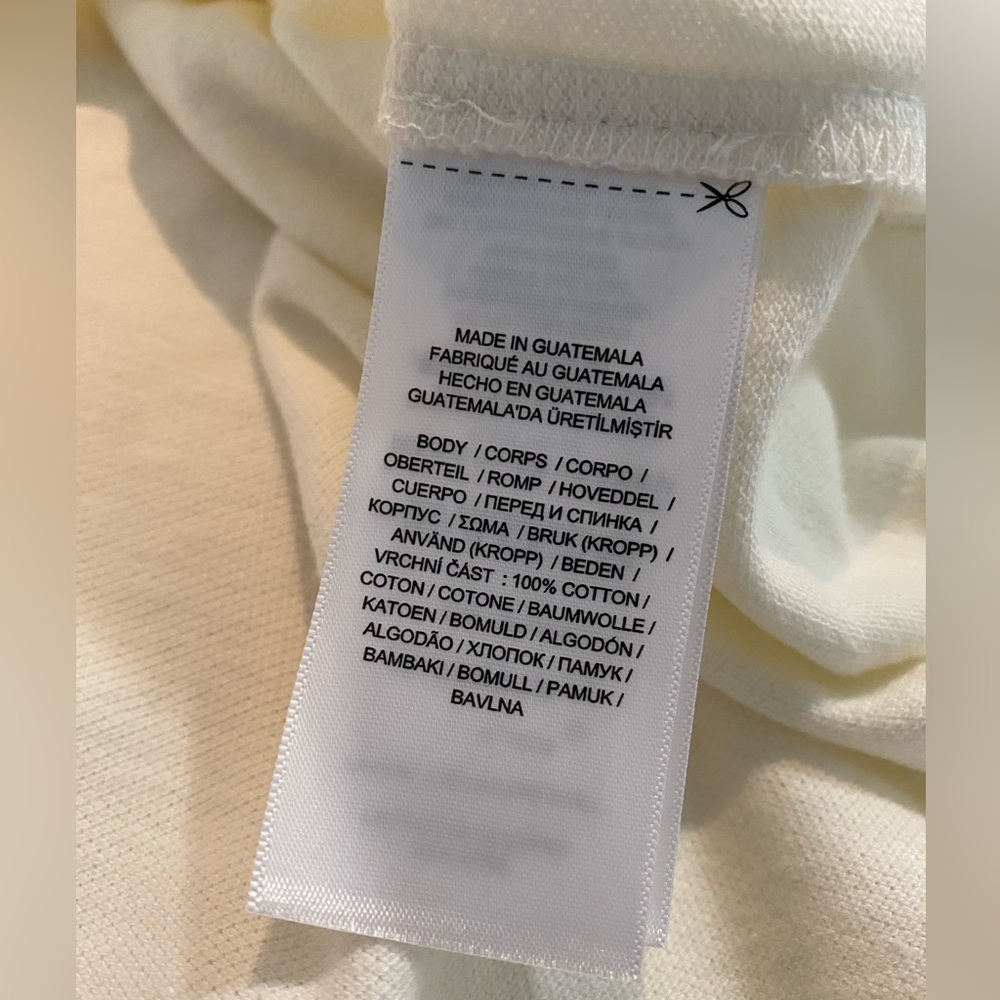 MADE IN GUATEMALA
FABRIQUÉ AU GUATEMALA
HECHO EN GUATEMALA
GUATEMALA'DA ÜRETİLMİŞTİR
BODY / CORPS / CORPO /
OBERTEIL / ROMP / HOVEDDEL /
CUERPO / ПЕРЕД И СПИНКА /
КОРПУС / ΣΩΜΑ / BRUK (KROPP) /
ANVÄND (KROPP) / BEDEN /
VRCHNÍ ČÁST : 100% COTTON /
COTON / COTONE / BAUMWOLLE /
KATOEN / BOMULD / ALGODÓN /
ALGODÃO / ХЛОПОК / ПАМУК /
BAMBAKI / BOMULL / PAMUK /
BAVLNA